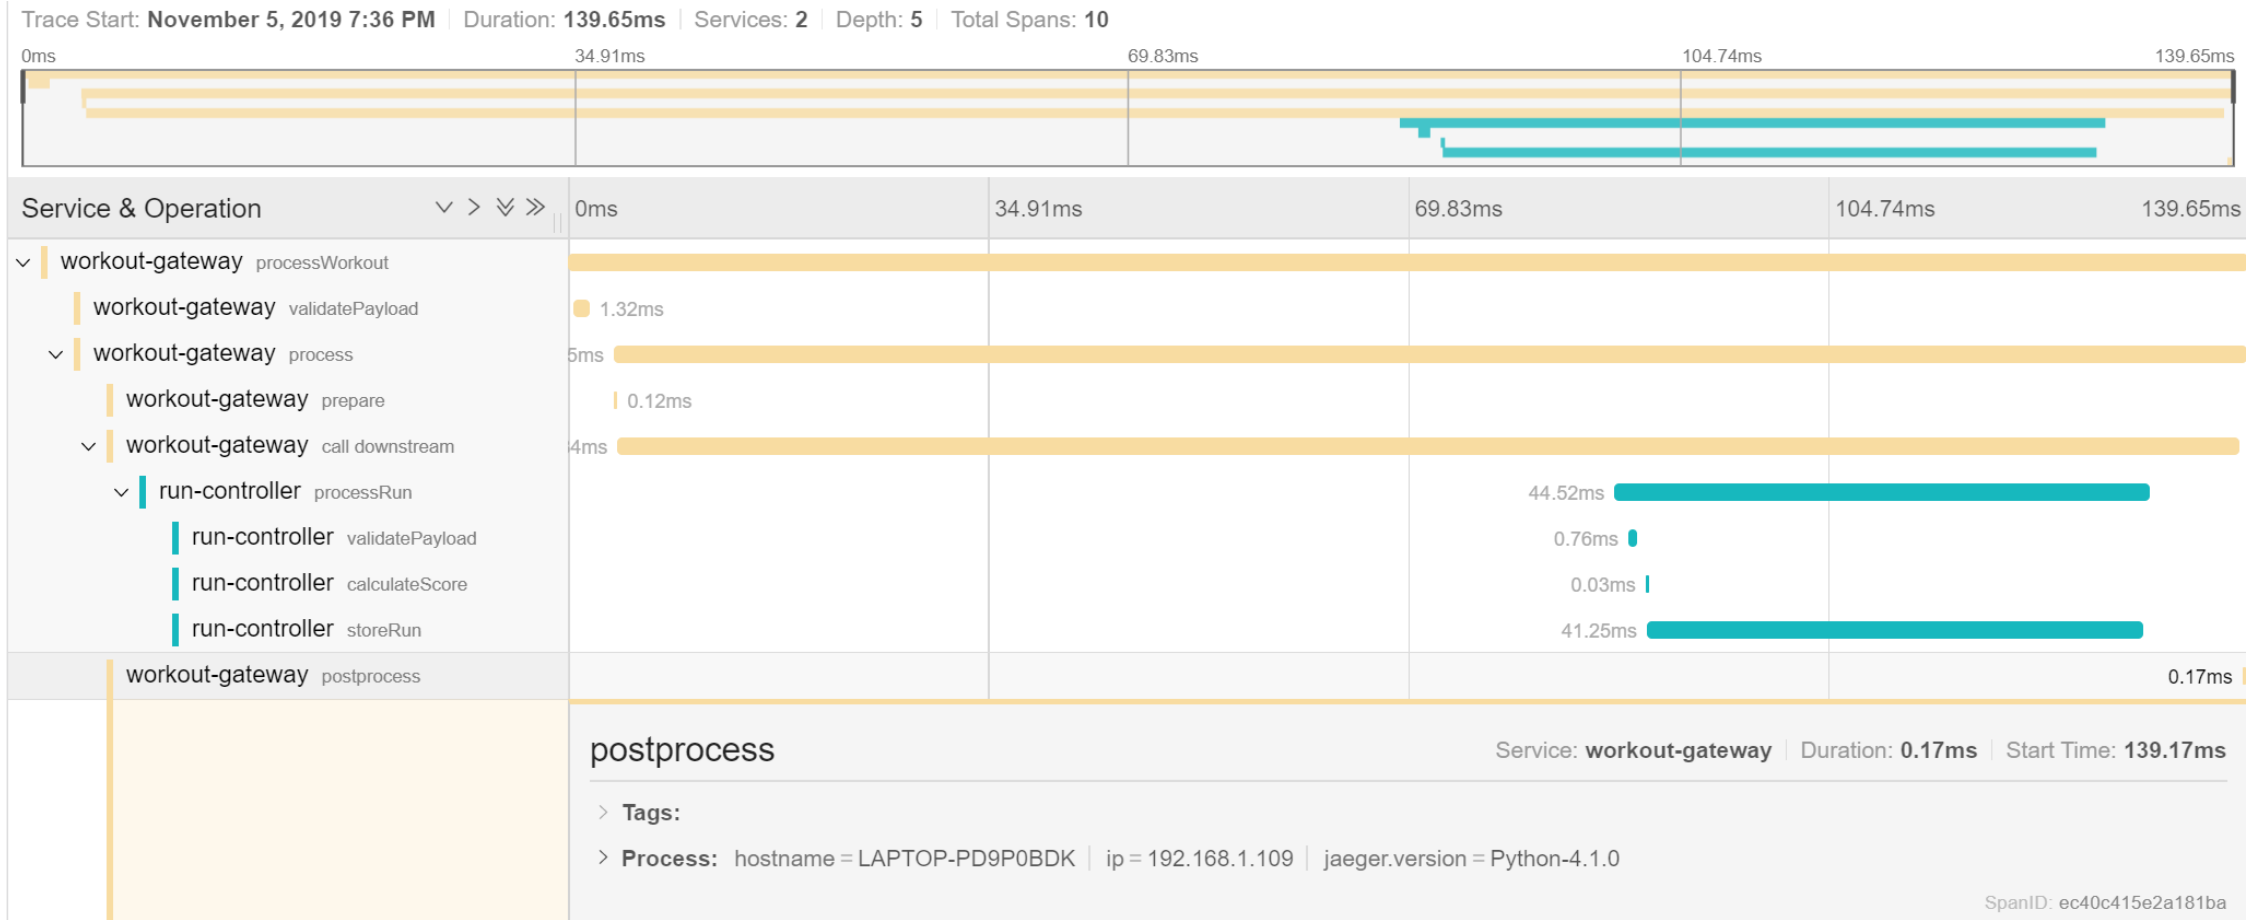 Trace Start: November 5, 2019 7:36 PM Duration: 139.65ms Services: 2 Depth: 5 Total Spans: 10
0ms 34.91ms 69.83ms 104.74ms 139.65ms
Service & Operation 0ms 34.91ms 69.83ms 104.74ms 139.65ms
workout-gateway processWorkout
workout-gateway validatePayload 1.32ms
workout-gateway process 5ms
workout-gateway prepare 0.12ms
workout-gateway call downstream 4ms
run-controller processRun 44.52ms
run-controller validatePayload 0.76ms
run-controller calculateScore 0.03ms
run-controller storeRun 41.25ms
workout-gateway postprocess 0.17ms
postprocess Service: workout-gateway Duration: 0.17ms Start Time: 139.17ms
Tags:
Process: hostname = LAPTOP-PD9P0BDK ip = 192.168.1.109 jaeger.version = Python-4.1.0
SpanID: ec40c415e2a181ba